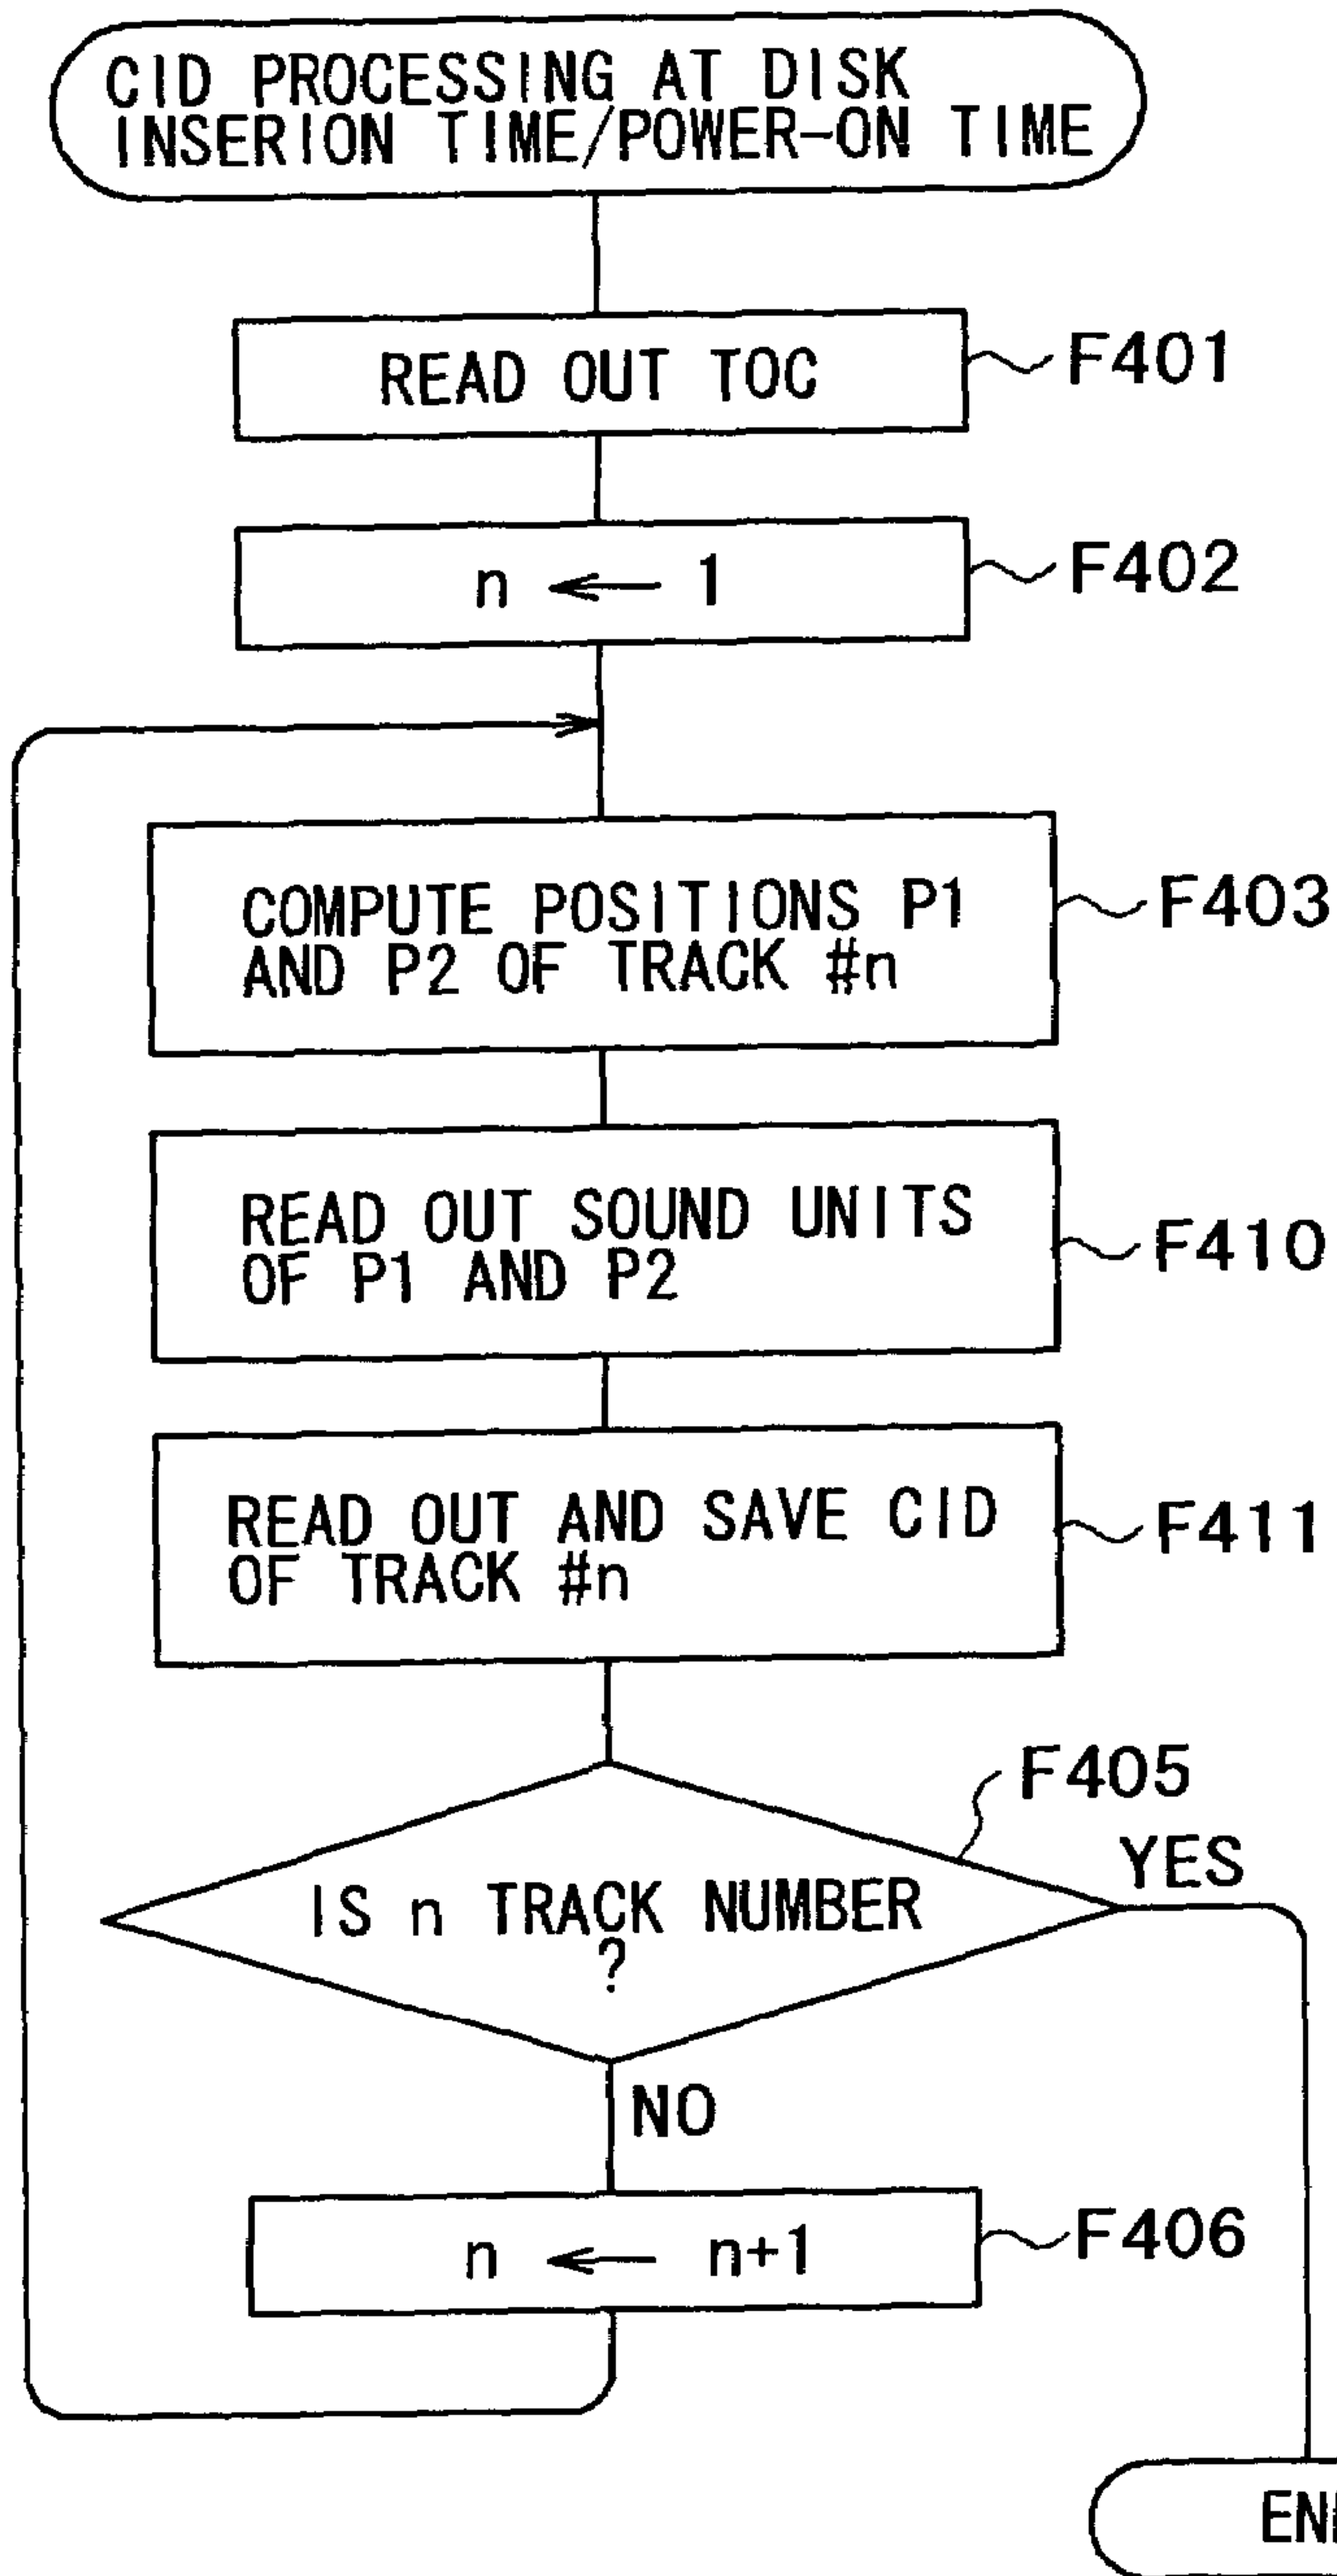 CID PROCESSING AT DISK
INSERION TIME/POWER-ON TIME
READ OUT TOC
F401
n ← 1
F402
COMPUTE POSITIONS P1
AND P2 OF TRACK #n
F403
READ OUT SOUND UNITS
OF P1 AND P2
F410
READ OUT AND SAVE CID
OF TRACK #n
F411
F405
YES
IS n TRACK NUMBER
?
NO
n ← n+1
F406
EN